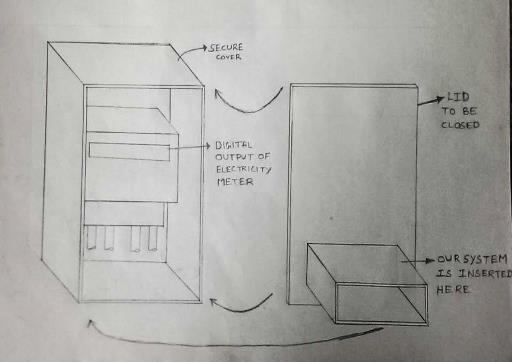 SECURE
COVER
LID
TO BE
CLOSED
DIGITAL
OUTPUT OF
ELECTRICITY
METER
OUR SYSTEM
IS INSERTED
HERE